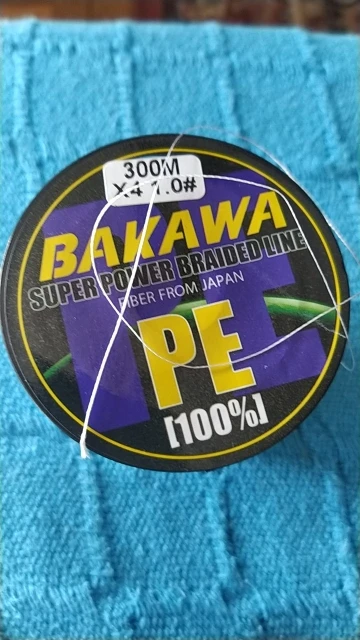 300M
X4 1.0#
BAKAWA
SUPER POWER BRAIDED LINE
FIBER FROM JAPAN
PE
[100%]